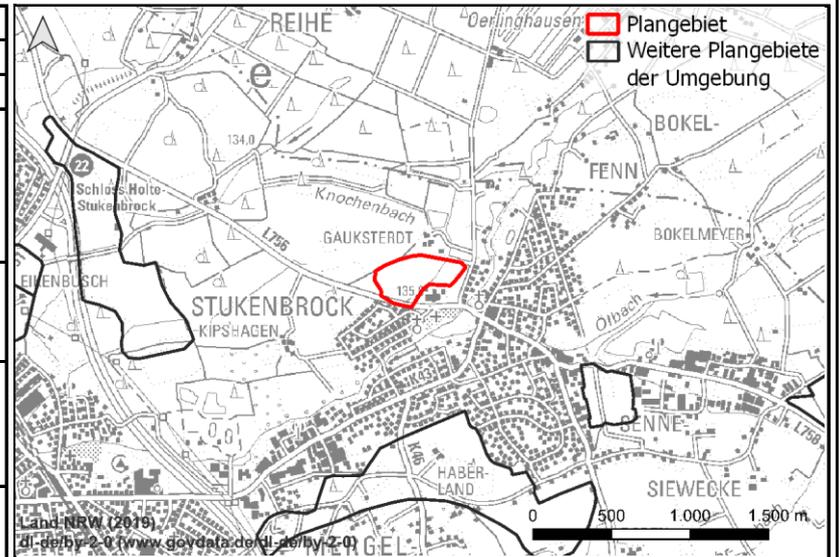 REIHE
Oerlinghausen
Plangebiet
Weitere Plangebiete
der Umgebung
e
134,0
BOKEL-
FENN
22
Schloss Holte-
Stukenbrock
Knochenbach
L756
GAUKSTERDT
BOKELMEYER
135,
STUKENBROCK
KIPSHAGEN
Ölbach
K43
SENNE
L758
K46
HABER-
LAND
SIEWECKE
0 500 1.000 1.500 m
Land NRW (2019)
dl-de/by-2-0 (www.govdata.de/dl-de/by-2-0)